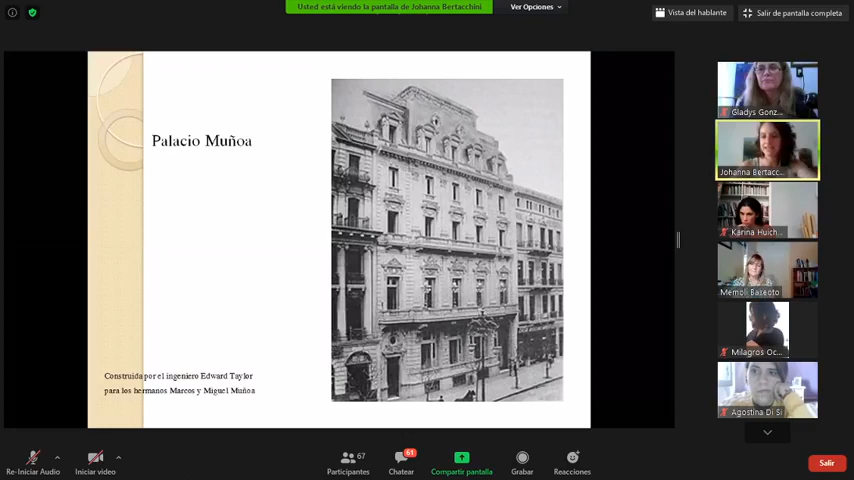 Usted está viendo la pantalla de Johanna Bertacchini
Ver Opciones
Vista del hablante
Salir de pantalla completa
Palacio Muñoa
Construida por el ingeniero Edward Taylor
para los hermanos Marcos y Miguel Muñoa
Gladys Gonz...
Johanna Bertacc...
Karina Huich...
Memoli Bazzoto
Milagros Oc...
Agostina Di Si
Re-Iniciar Audio
Iniciar video
67
Participantes
61
Chatear
Compartir pantalla
Grabar
Reacciones
Salir